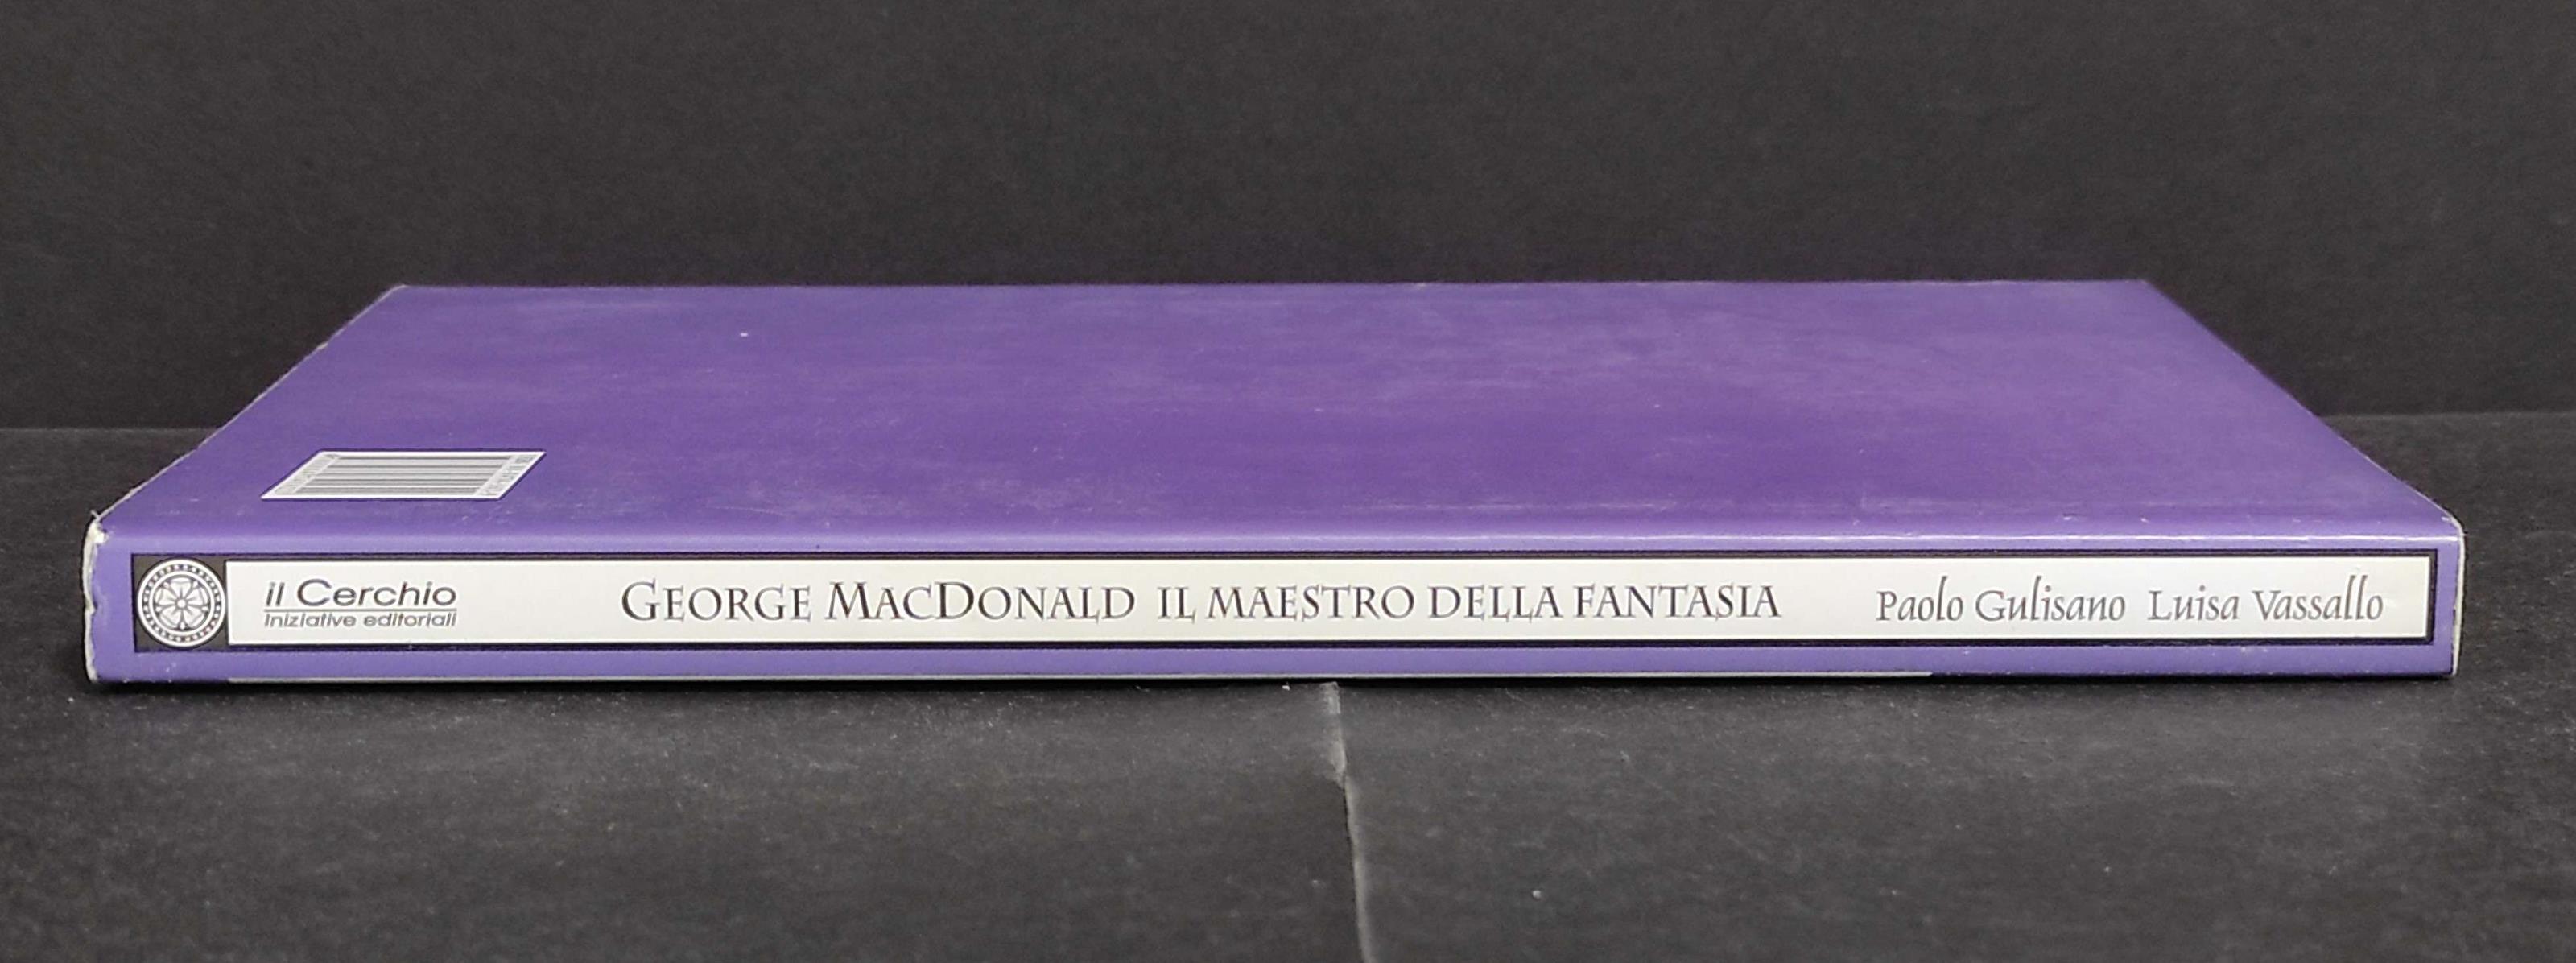 il Cerchio
Iniziative editoriali
GEORGE MACDONALD IL MAESTRO DELLA FANTASIA
Paolo Gulisano Luisa Vassallo